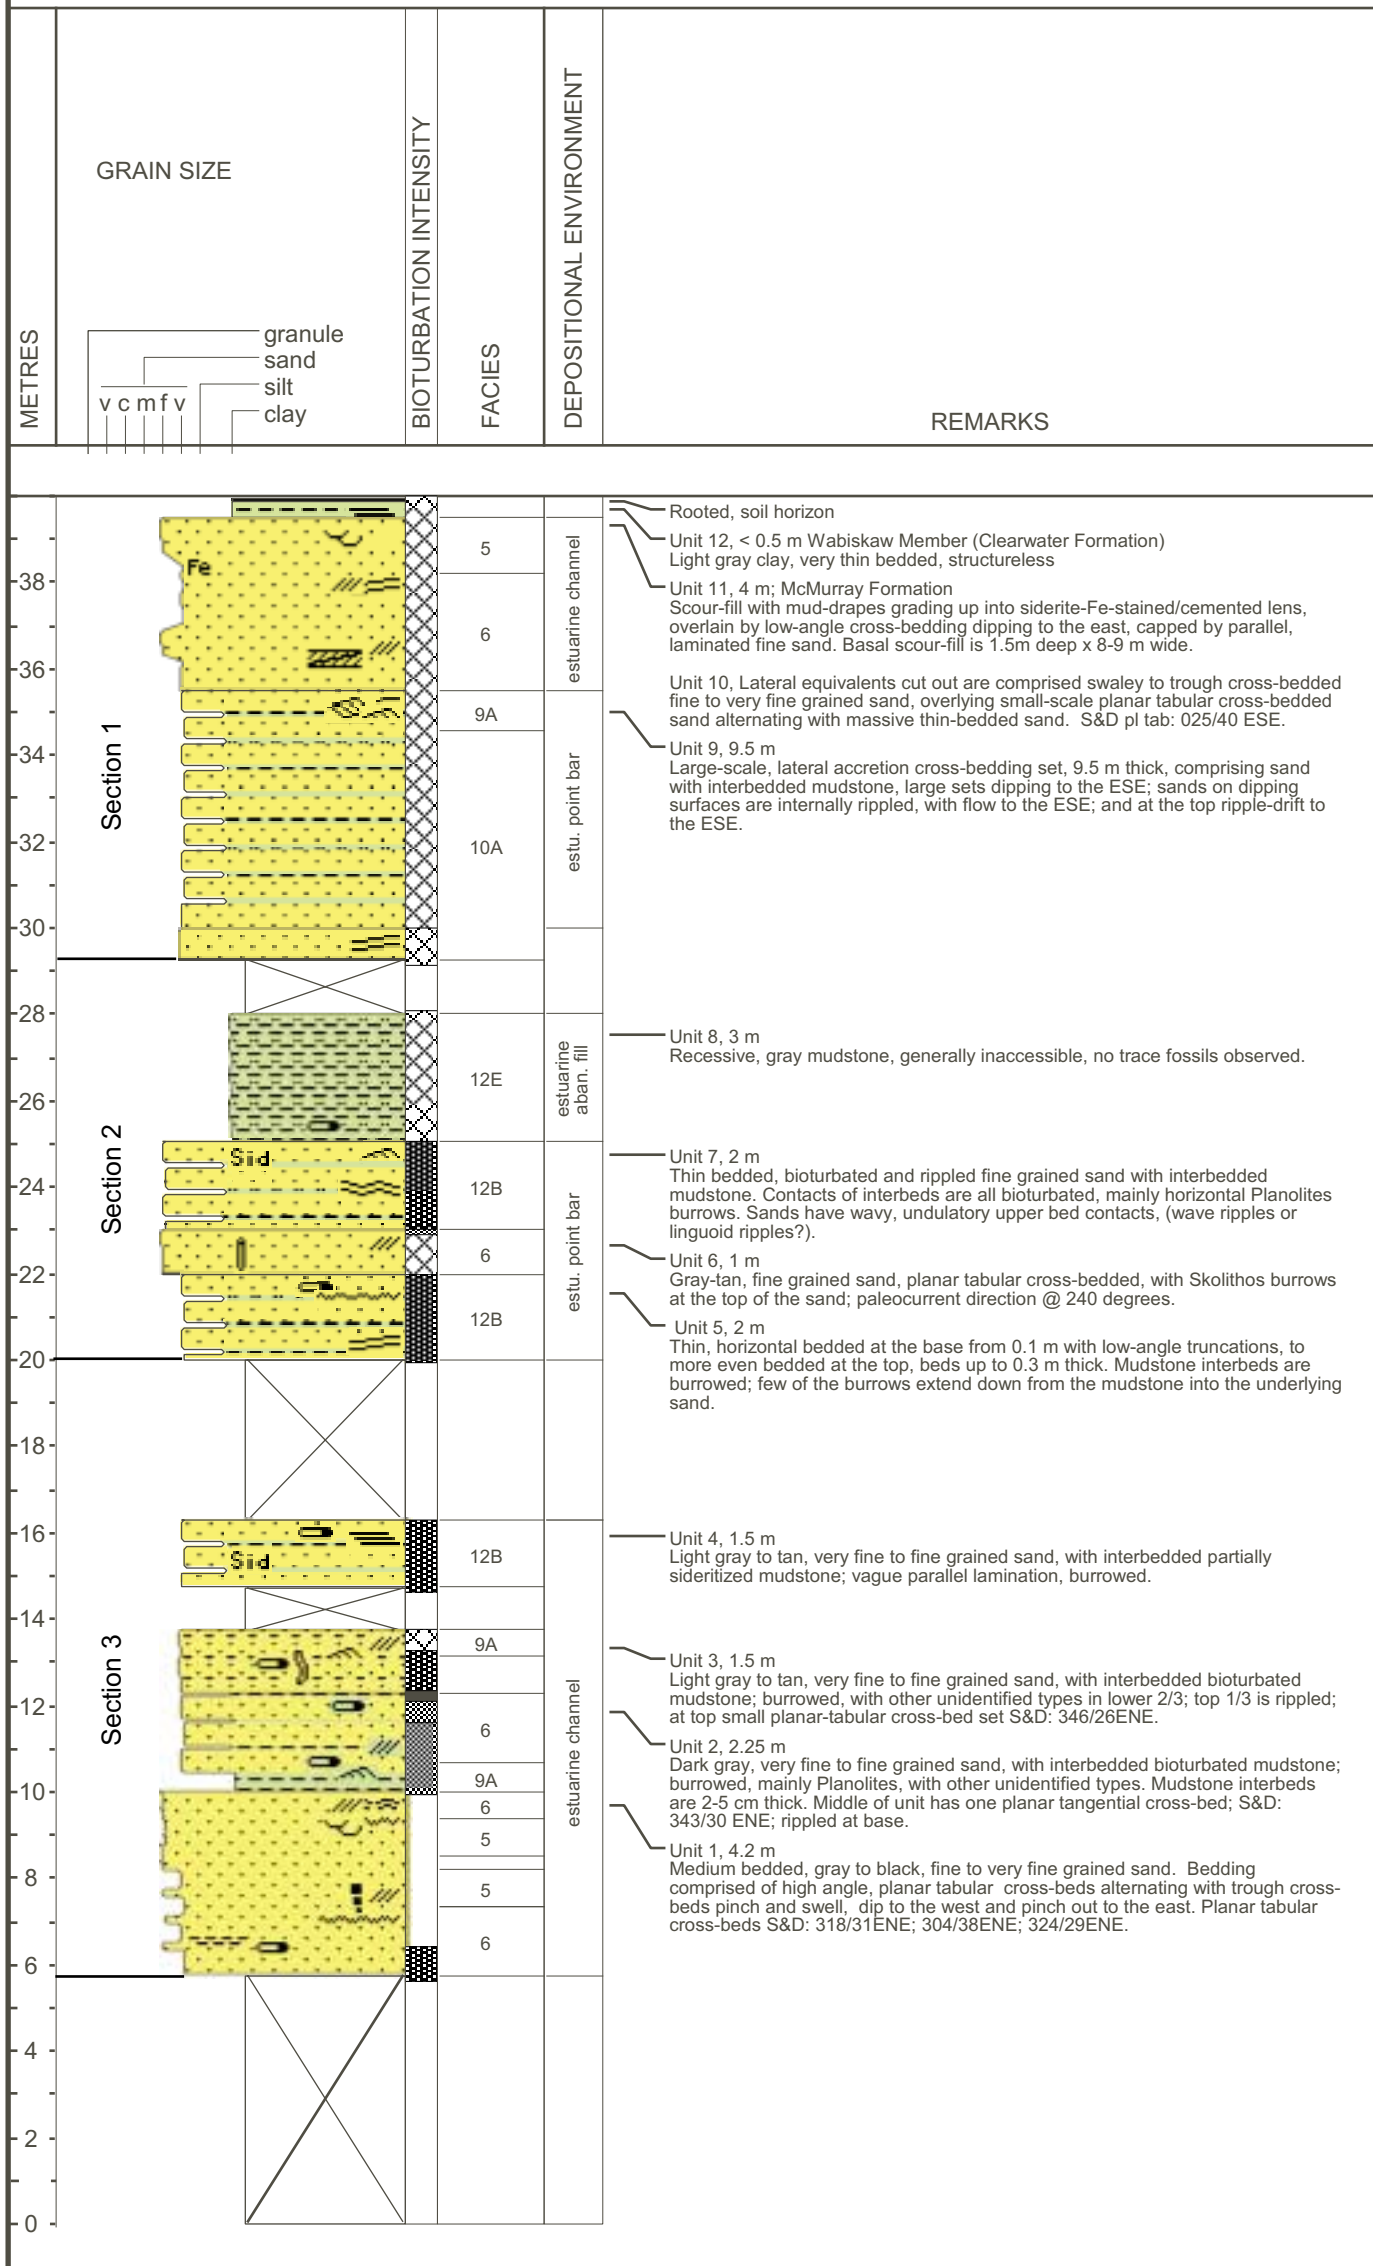 METRES
GRAIN SIZE
granule
sand
silt
clay
v c m f v
BIOTURBATION INTENSITY
FACIES
DEPOSITIONAL ENVIRONMENT
REMARKS
38
36
34
32
30
28
26
24
22
20
18
16
14
12
10
8
6
4
2
0
Section 1
Section 2
Section 3
Fe
Sid
Sid
5
6
9A
10A
12E
12B
6
12B
12B
9A
6
9A
6
5
5
6
estuarine channel
estu. point bar
estuarine
aban. fill
estu. point bar
estuarine channel
Rooted, soil horizon
Unit 12, < 0.5 m Wabiskaw Member (Clearwater Formation)
Light gray clay, very thin bedded, structureless
Unit 11, 4 m; McMurray Formation
Scour-fill with mud-drapes grading up into siderite-Fe-stained/cemented lens,
overlain by low-angle cross-bedding dipping to the east, capped by parallel,
laminated fine sand. Basal scour-fill is 1.5m deep x 8-9 m wide.
Unit 10, Lateral equivalents cut out are comprised swaley to trough cross-bedded
fine to very fine grained sand, overlying small-scale planar tabular cross-bedded
sand alternating with massive thin-bedded sand. S&D pl tab: 025/40 ESE.
Unit 9, 9.5 m
Large-scale, lateral accretion cross-bedding set, 9.5 m thick, comprising sand
with interbedded mudstone, large sets dipping to the ESE; sands on dipping
surfaces are internally rippled, with flow to the ESE; and at the top ripple-drift to
the ESE.
Unit 8, 3 m
Recessive, gray mudstone, generally inaccessible, no trace fossils observed.
Unit 7, 2 m
Thin bedded, bioturbated and rippled fine grained sand with interbedded
mudstone. Contacts of interbeds are all bioturbated, mainly horizontal Planolites
burrows. Sands have wavy, undulatory upper bed contacts, (wave ripples or
linguoid ripples?).
Unit 6, 1 m
Gray-tan, fine grained sand, planar tabular cross-bedded, with Skolithos burrows
at the top of the sand; paleocurrent direction @ 240 degrees.
Unit 5, 2 m
Thin, horizontal bedded at the base from 0.1 m with low-angle truncations, to
more even bedded at the top, beds up to 0.3 m thick. Mudstone interbeds are
burrowed; few of the burrows extend down from the mudstone into the underlying
sand.
Unit 4, 1.5 m
Light gray to tan, very fine to fine grained sand, with interbedded partially
sideritized mudstone; vague parallel lamination, burrowed.
Unit 3, 1.5 m
Light gray to tan, very fine to fine grained sand, with interbedded bioturbated
mudstone; burrowed, with other unidentified types in lower 2/3; top 1/3 is rippled;
at top small planar-tabular cross-bed set S&D: 346/26ENE.
Unit 2, 2.25 m
Dark gray, very fine to fine grained sand, with interbedded bioturbated mudstone;
burrowed, mainly Planolites, with other unidentified types. Mudstone interbeds
are 2-5 cm thick. Middle of unit has one planar tangential cross-bed; S&D:
343/30 ENE; rippled at base.
Unit 1, 4.2 m
Medium bedded, gray to black, fine to very fine grained sand. Bedding
comprised of high angle, planar tabular cross-beds alternating with trough cross-
beds pinch and swell, dip to the west and pinch out to the east. Planar tabular
cross-beds S&D: 318/31ENE; 304/38ENE; 324/29ENE.